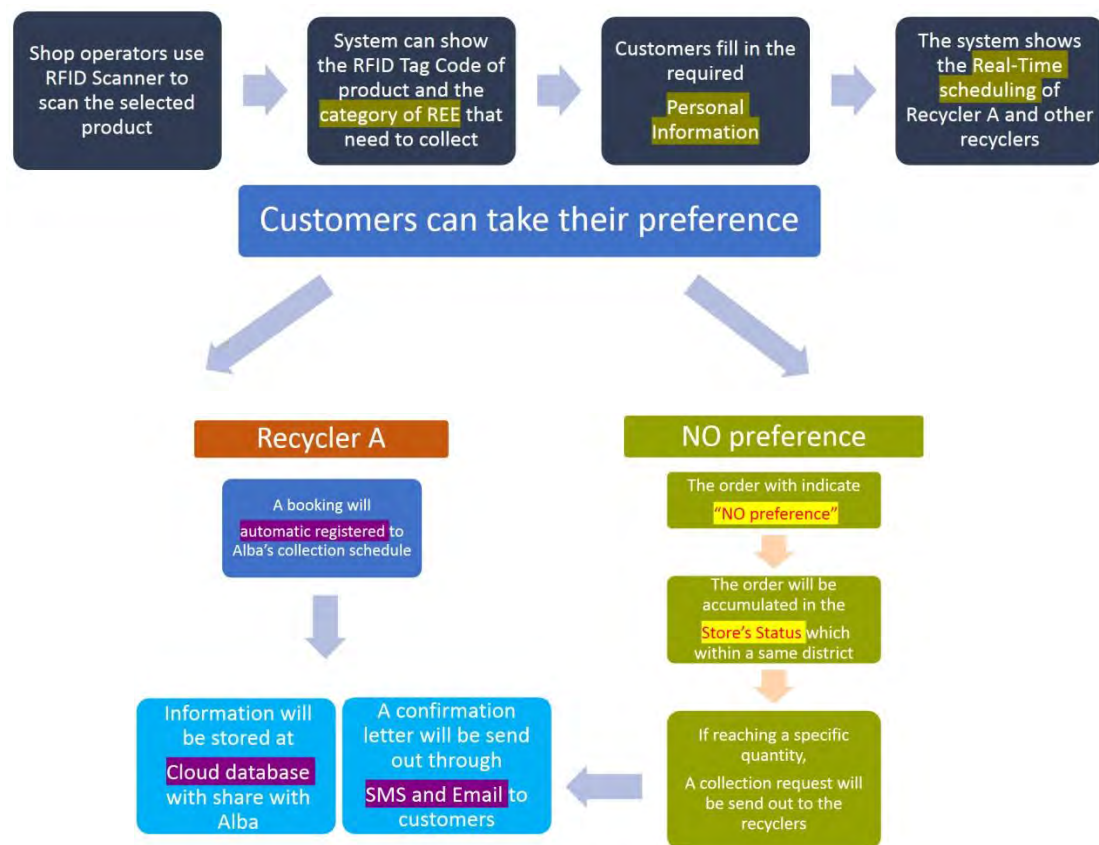 Shop operators use
RFID Scanner to
scan the selected
product
System can show
the RFID Tag Code of
product and the
category of REE that
need to collect
Customers fill in the
required
Personal
Information
The system shows
the Real-Time
scheduling of
Recycler A and other
recyclers
Customers can take their preference
Recycler A
A booking will
automatic registered to
Alba's collection schedule
NO preference
The order with indicate
“NO preference”
The order will be
accumulated in the
Store's Status which
within a same district
Information will
be stored at
Cloud database
with share with
Alba
A confirmation
letter will be send
out through
SMS and Email to
customers
If reaching a specific
quantity,
A collection request will
be send out to the
recyclers